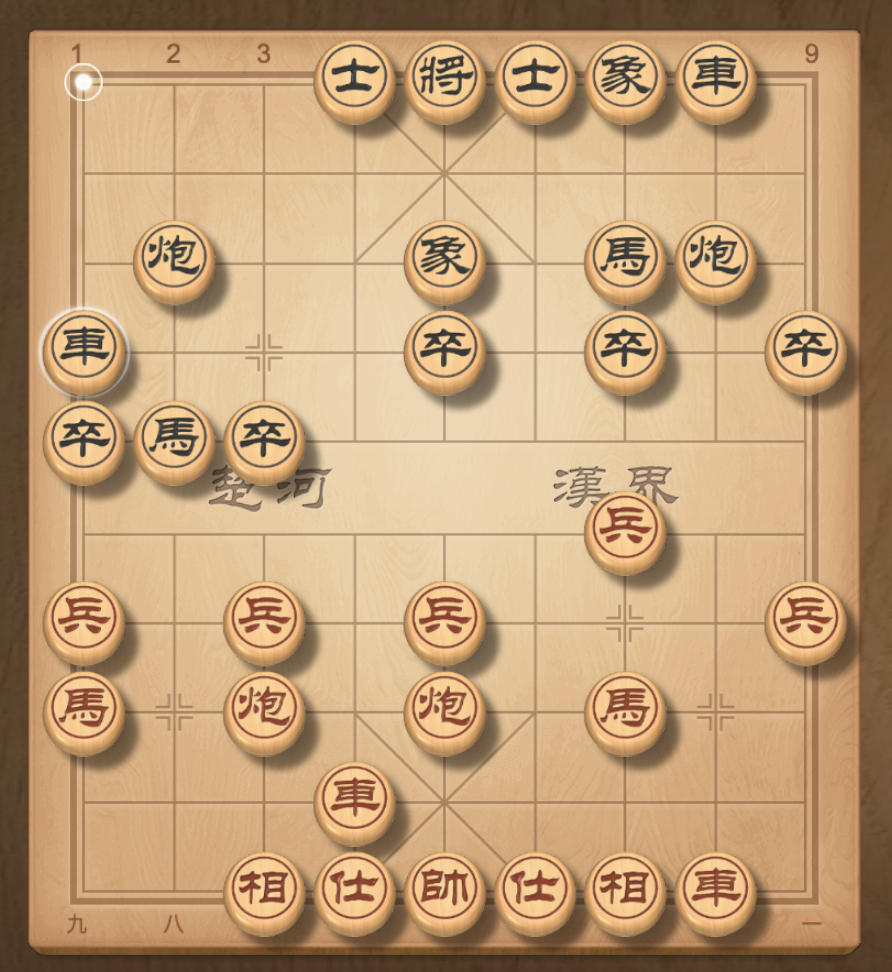 1 2 3 9
士 將 士 象 車
炮 象 馬 炮
車 卒 卒 卒
卒 馬 卒
楚 河 漢 界
兵
兵 兵 兵 兵
馬 炮 炮 馬
車
相 仕 帥 仕 相 車
九 八 一